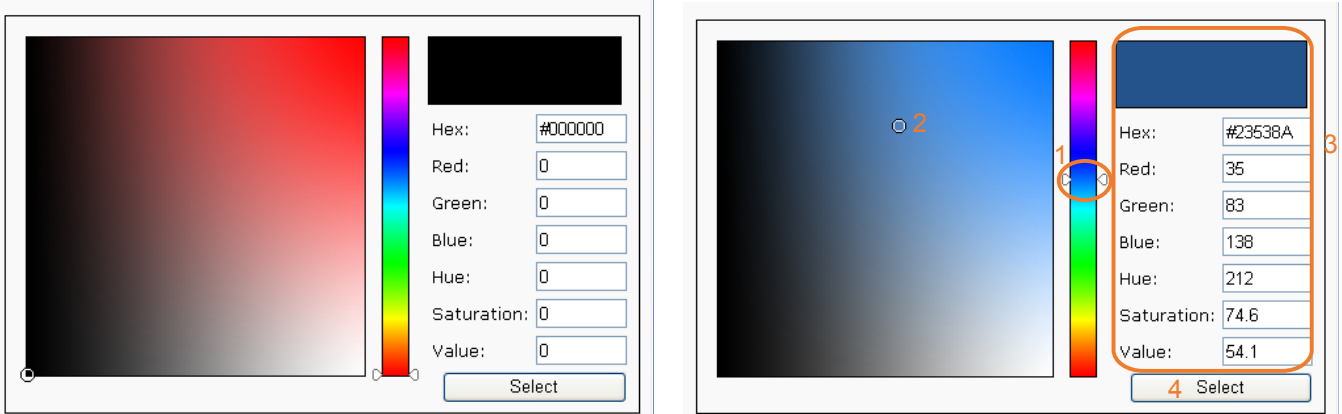 Hex: #000000
Red: 0
Green: 0
Blue: 0
Hue: 0
Saturation: 0
Value: 0
Select
1
2
3
Hex: #23538A
Red: 35
Green: 83
Blue: 138
Hue: 212
Saturation: 74.6
Value: 54.1
4 Select